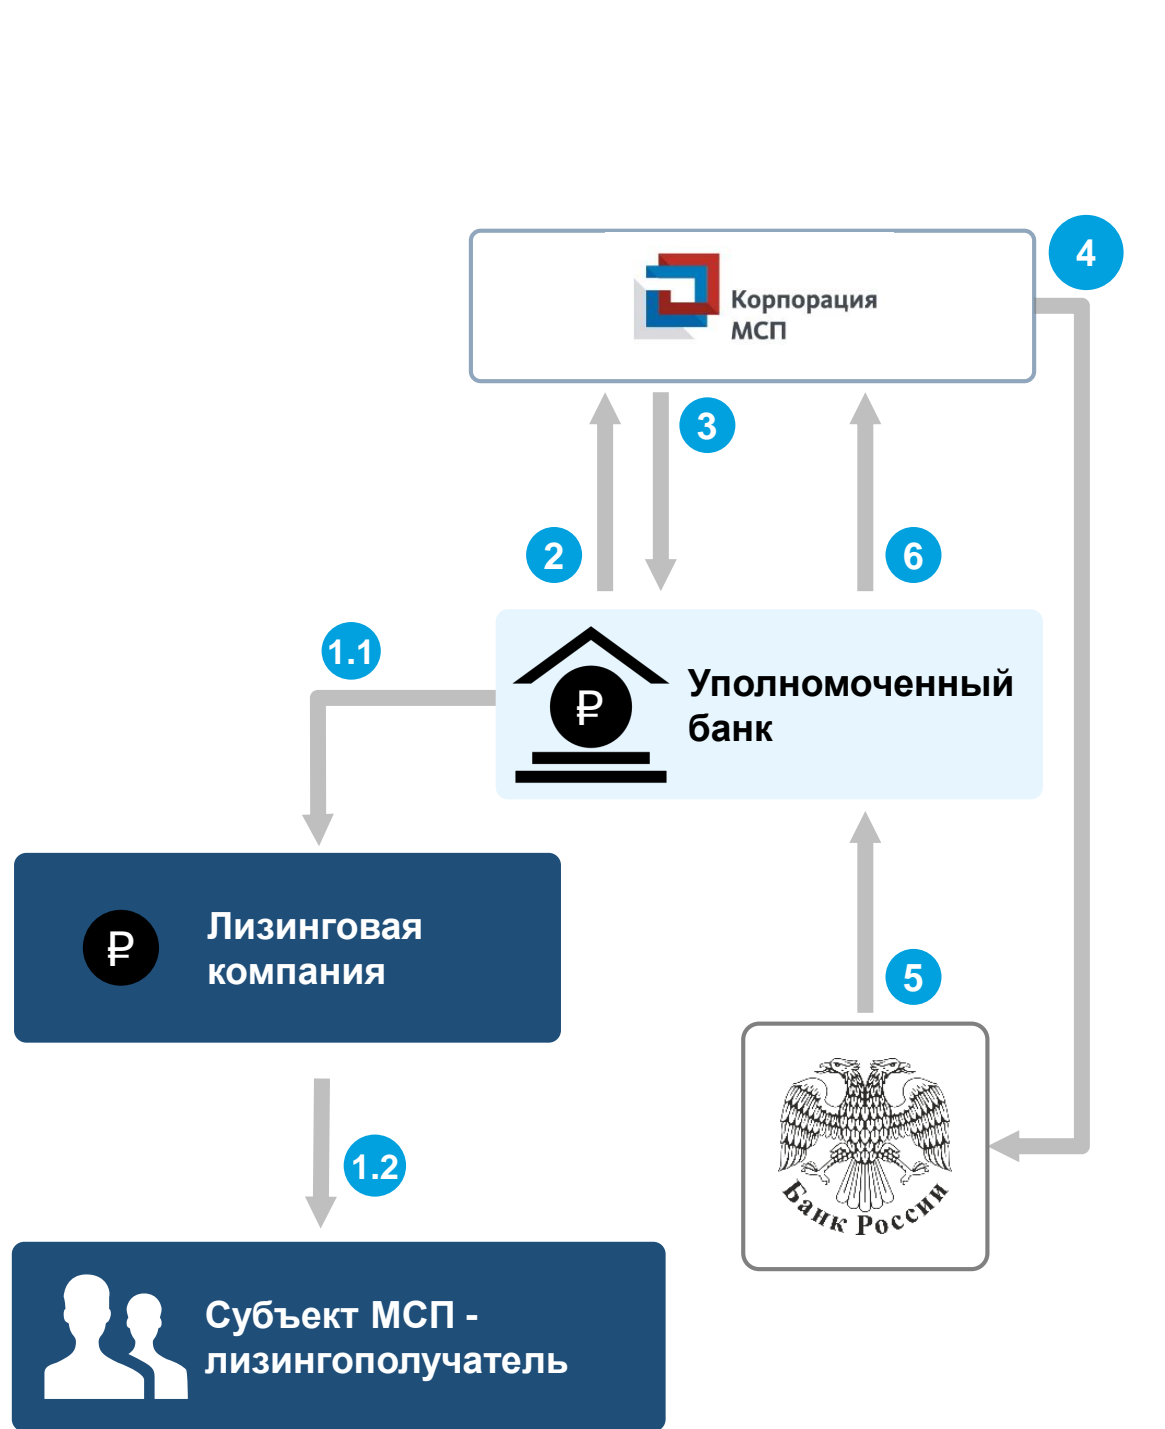 4
Корпорация
МСП
3
2
6
1.1
₽
Уполномоченный
банк
₽
Лизинговая
компания
5
1.2
Банк России
Субъект МСП -
лизингополучатель